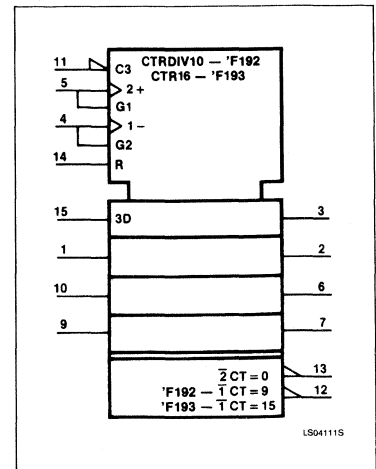 CTRDIV10 — 'F192
CTR16 — 'F193
11 C3
5 2+
G1
4 1−
G2
14 R
15 3D 3
1 2
10 6
9 7
2̅ CT = 0 13
'F192 — 1̅ CT = 9 12
'F193 — 1̅ CT = 15
LS04111S